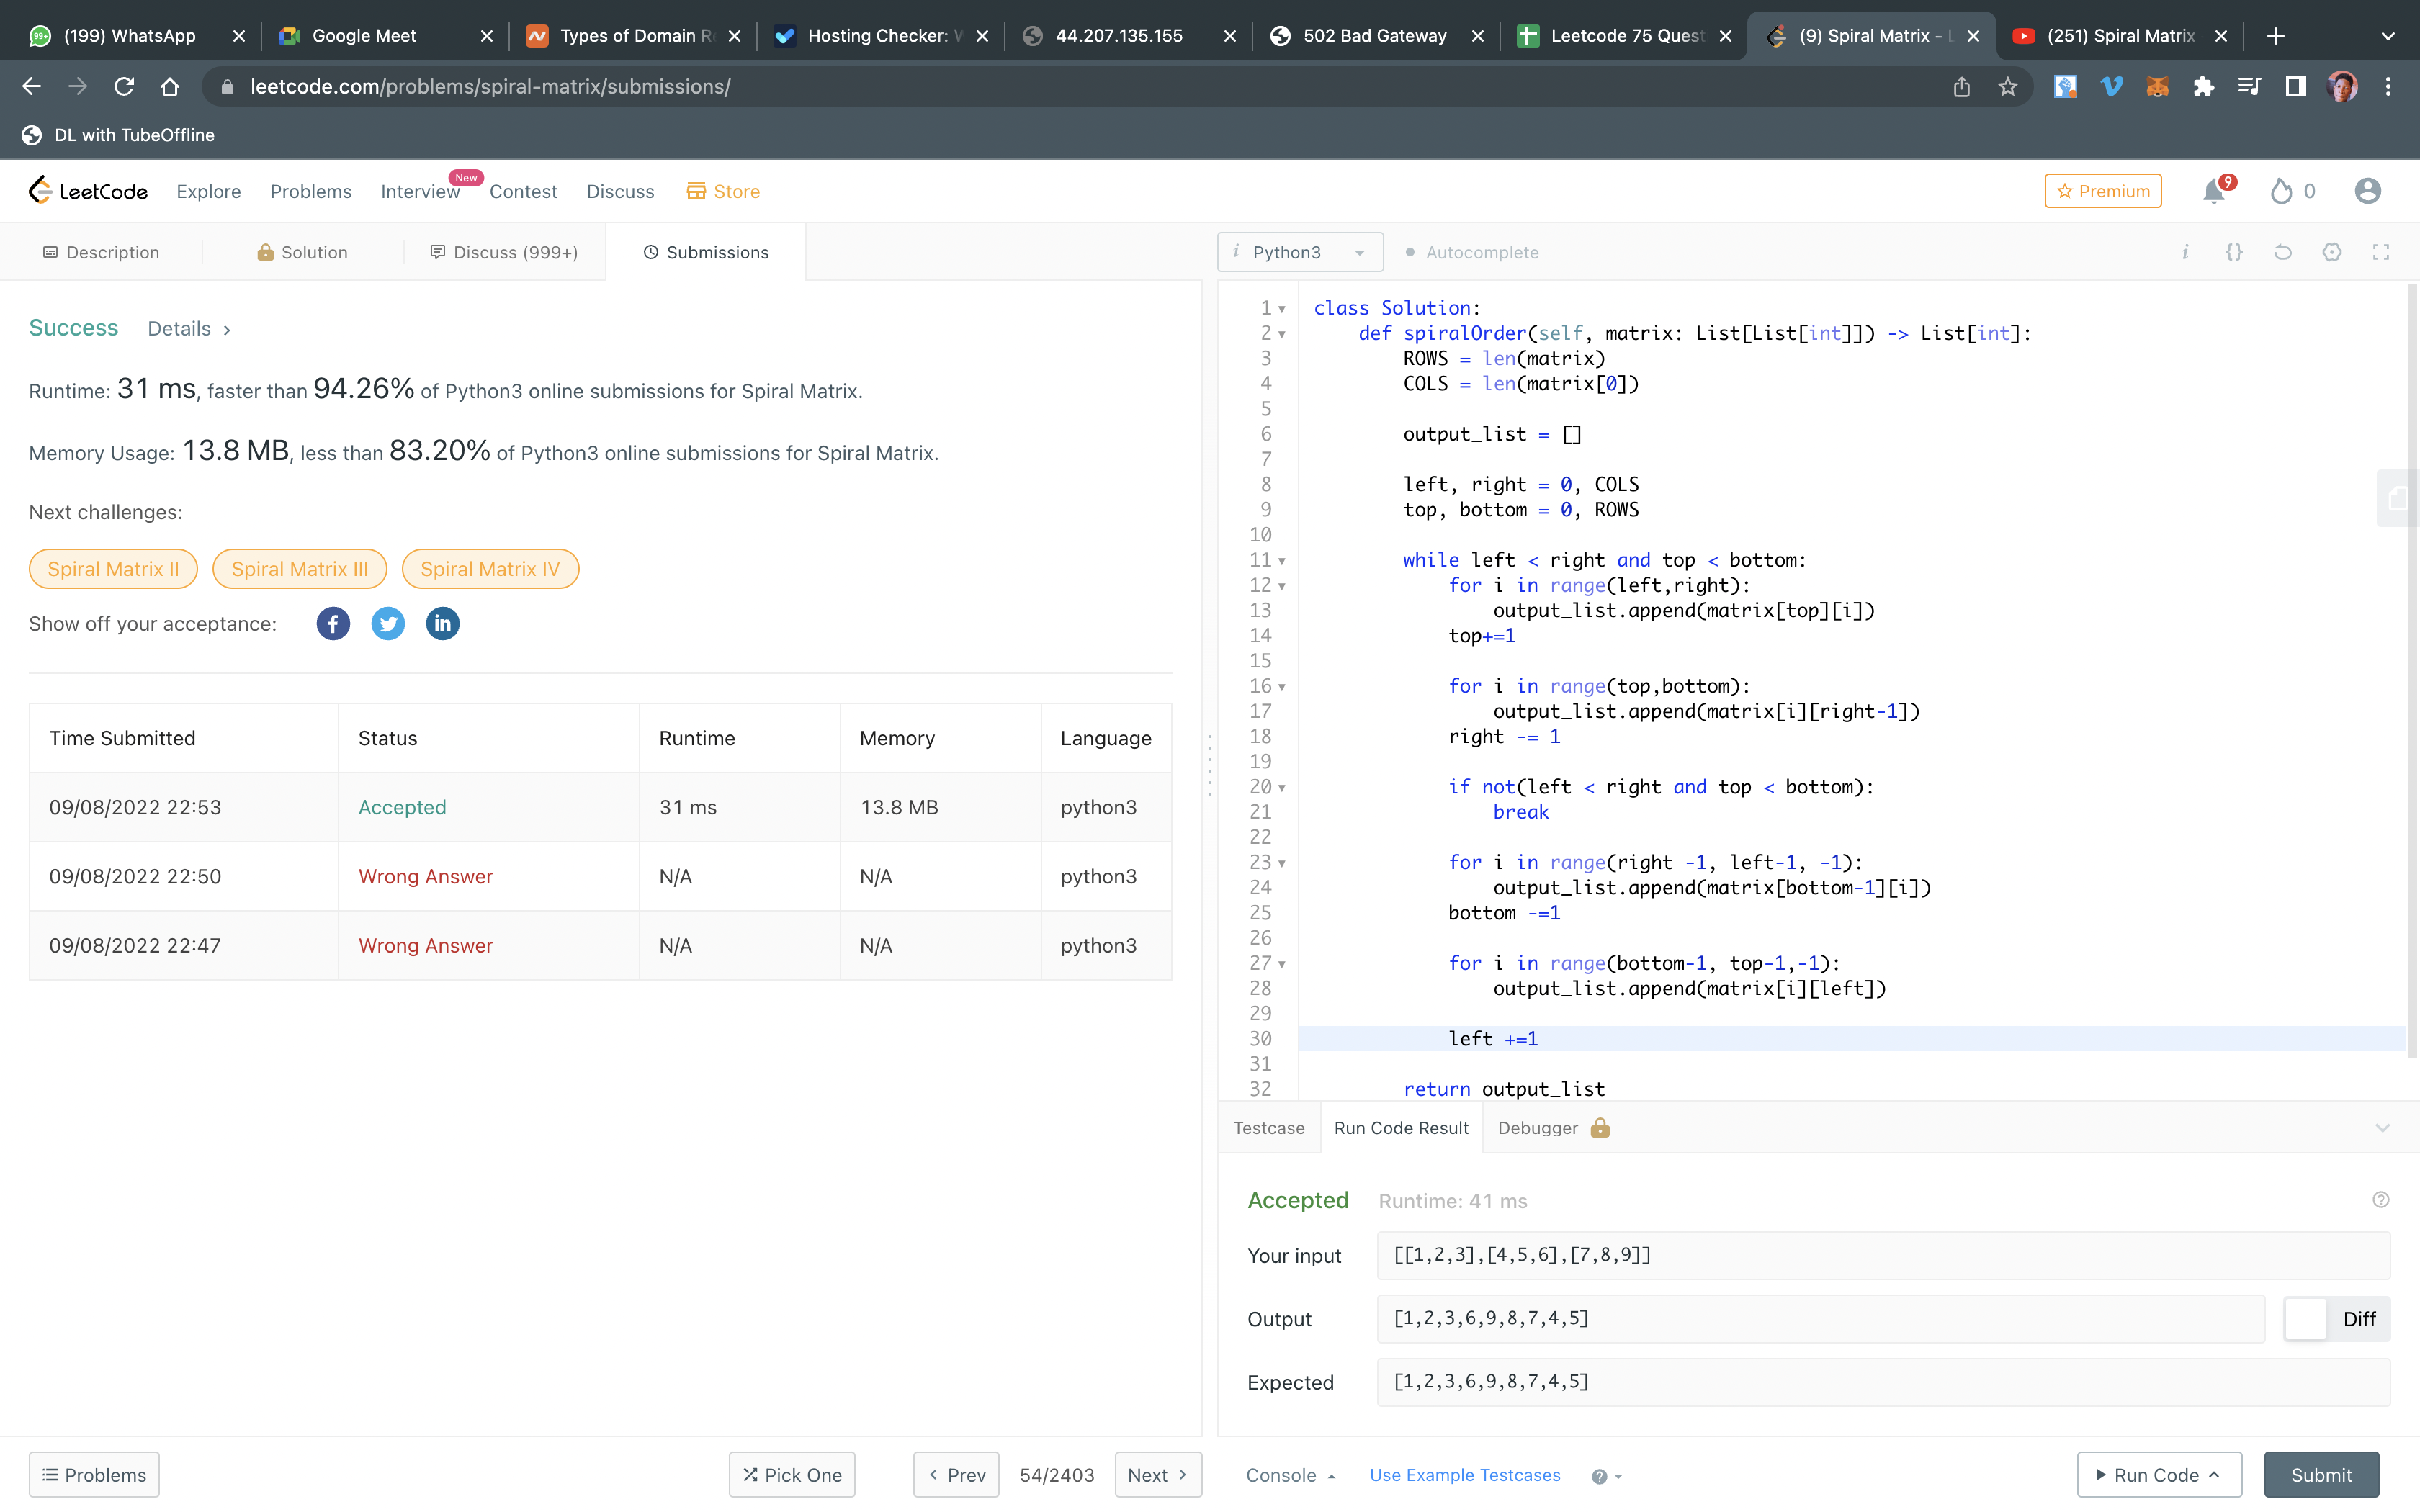 (199) WhatsApp
Google Meet
Types of Domain R
Hosting Checker: W
44.207.135.155
502 Bad Gateway
Leetcode 75 Quest
(9) Spiral Matrix - L
(251) Spiral Matrix
leetcode.com/problems/spiral-matrix/submissions/
DL with TubeOffline
LeetCode Explore Problems Interview New Contest Discuss Store
Premium 9 0
Description Solution Discuss (999+) Submissions
Success Details >
Runtime: 31 ms, faster than 94.26% of Python3 online submissions for Spiral Matrix.
Memory Usage: 13.8 MB, less than 83.20% of Python3 online submissions for Spiral Matrix.
Next challenges:
Spiral Matrix II Spiral Matrix III Spiral Matrix IV
Show off your acceptance:
Time Submitted Status Runtime Memory Language
09/08/2022 22:53 Accepted 31 ms 13.8 MB python3
09/08/2022 22:50 Wrong Answer N/A N/A python3
09/08/2022 22:47 Wrong Answer N/A N/A python3
Problems Pick One < Prev 54/2403 Next >
i Python3 Autocomplete i {}
1 class Solution:
2 def spiralOrder(self, matrix: List[List[int]]) -> List[int]:
3 ROWS = len(matrix)
4 COLS = len(matrix[0])
5
6 output_list = []
7
8 left, right = 0, COLS
9 top, bottom = 0, ROWS
10
11 while left < right and top < bottom:
12 for i in range(left,right):
13 output_list.append(matrix[top][i])
14 top+=1
15
16 for i in range(top,bottom):
17 output_list.append(matrix[i][right-1])
18 right -= 1
19
20 if not(left < right and top < bottom):
21 break
22
23 for i in range(right -1, left-1, -1):
24 output_list.append(matrix[bottom-1][i])
25 bottom -=1
26
27 for i in range(bottom-1, top-1,-1):
28 output_list.append(matrix[i][left])
29
30 left +=1
31
32 return output_list
Testcase Run Code Result Debugger
Accepted Runtime: 41 ms
Your input [[1,2,3],[4,5,6],[7,8,9]]
Output [1,2,3,6,9,8,7,4,5] Diff
Expected [1,2,3,6,9,8,7,4,5]
Console Use Example Testcases Run Code Submit